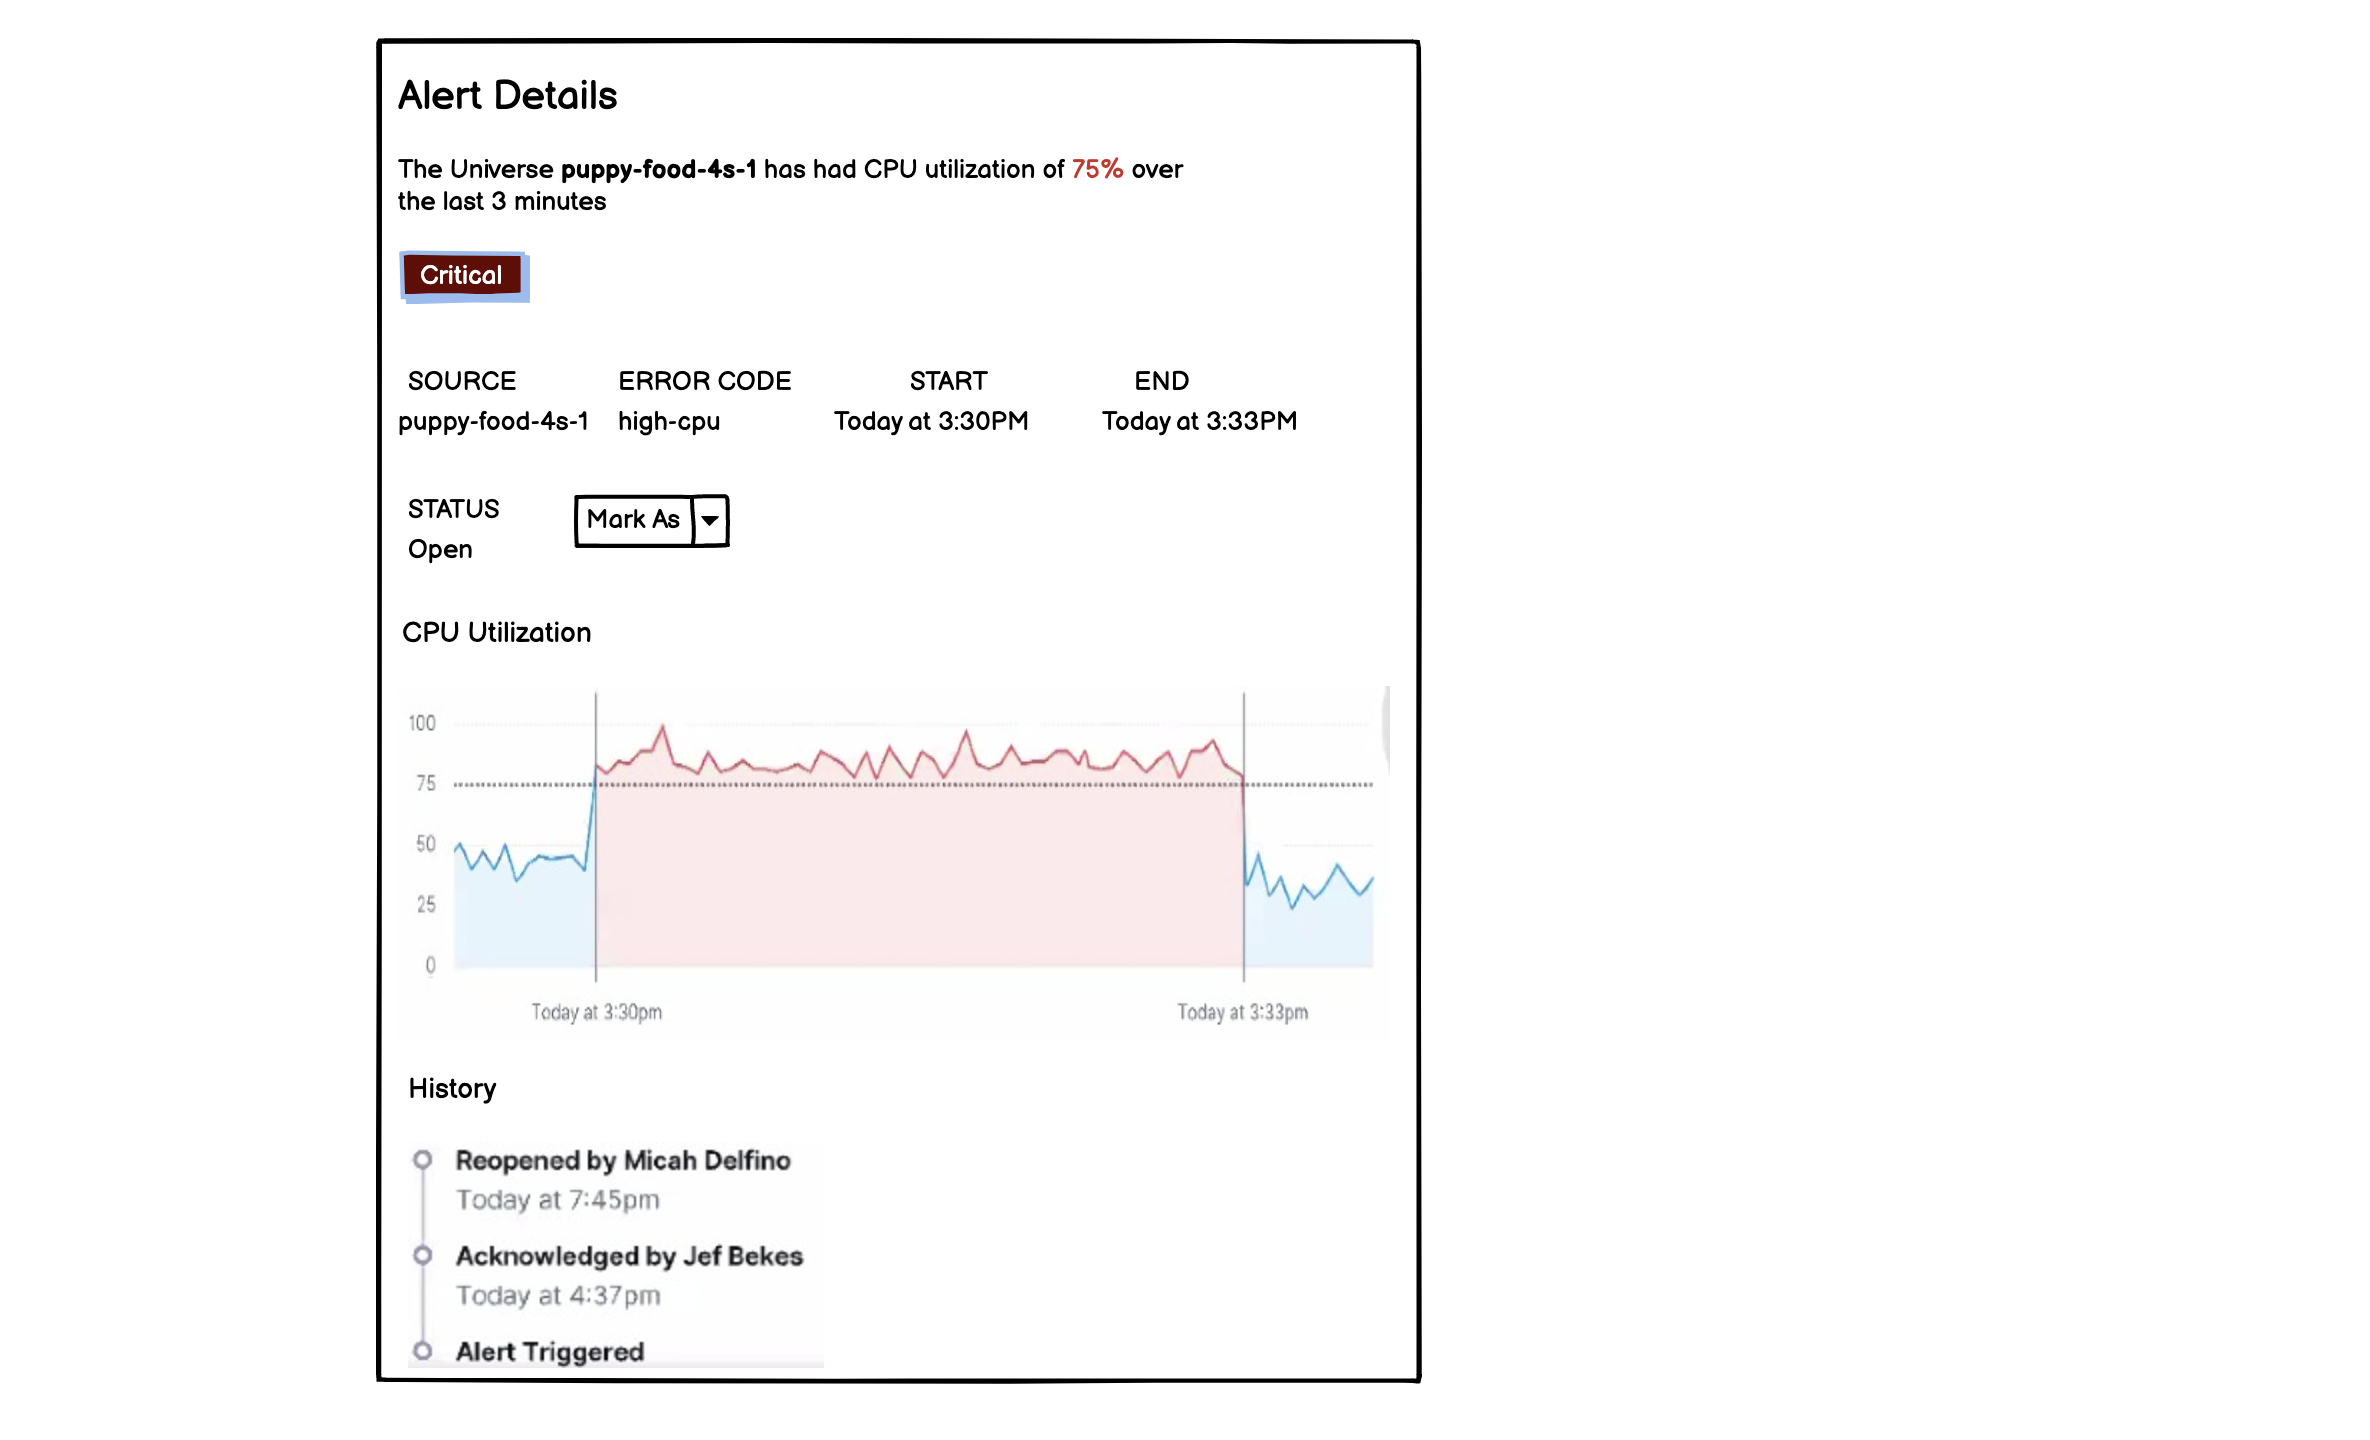 Alert Details
The Universe puppy-food-4s-1 has had CPU utilization of 75% over
the last 3 minutes
Critical
SOURCE ERROR CODE START END
puppy-food-4s-1 high-cpu Today at 3:30PM Today at 3:33PM
STATUS
Mark As
Open
CPU Utilization
100
75
50
25
0
Today at 3:30pm Today at 3:33pm
History
Reopened by Micah Delfino
Today at 7:45pm
Acknowledged by Jef Bekes
Today at 4:37pm
Alert Triggered